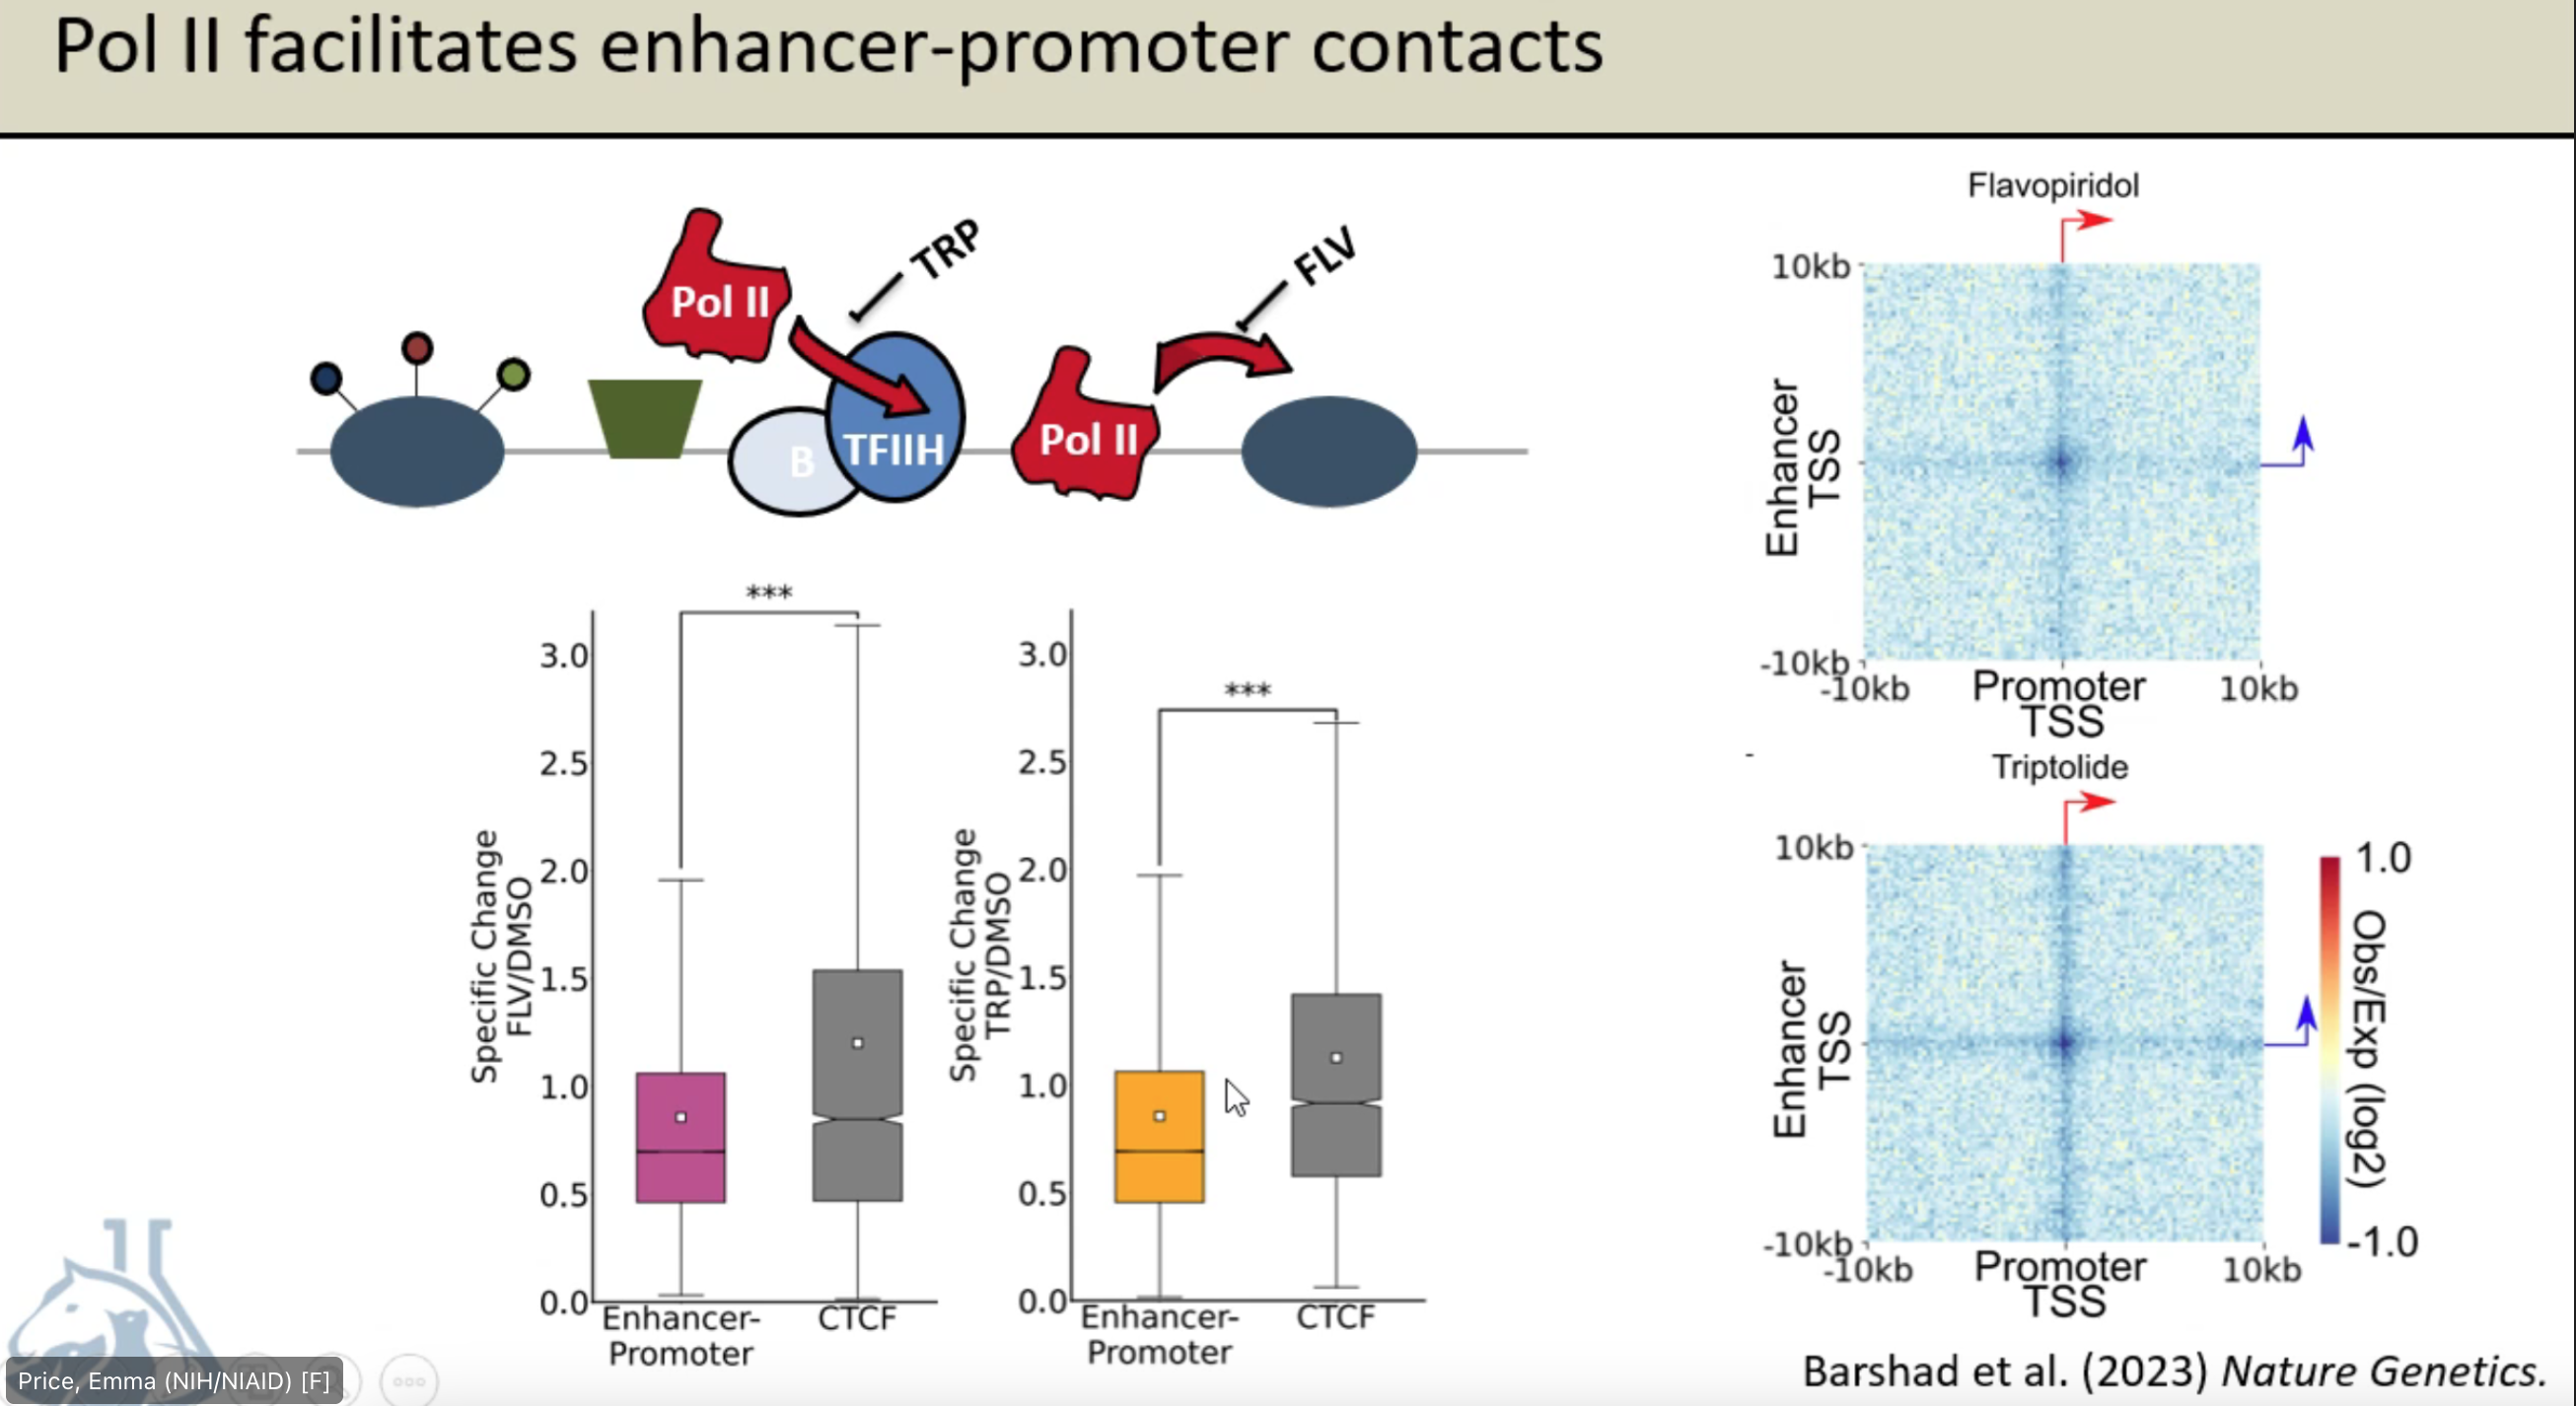 Pol II facilitates enhancer-promoter contacts
TRP
FLV
Pol II
B
TFIIH
Pol II
***
3.0
2.5
2.0
1.5
1.0
0.5
0.0
Specific Change
FLV/DMSO
Enhancer-
Promoter
CTCF
***
3.0
2.5
2.0
1.5
1.0
0.5
0.0
Specific Change
TRP/DMSO
Enhancer-
Promoter
CTCF
Flavopiridol
10kb
Enhancer
TSS
-10kb
-10kb
Promoter
TSS
10kb
-
Triptolide
10kb
Enhancer
TSS
-10kb
-10kb
Promoter
TSS
10kb
1.0
Obs/Exp (log2)
-1.0
Barshad et al. (2023) Nature Genetics.
Price, Emma (NIH/NIAID) [F]